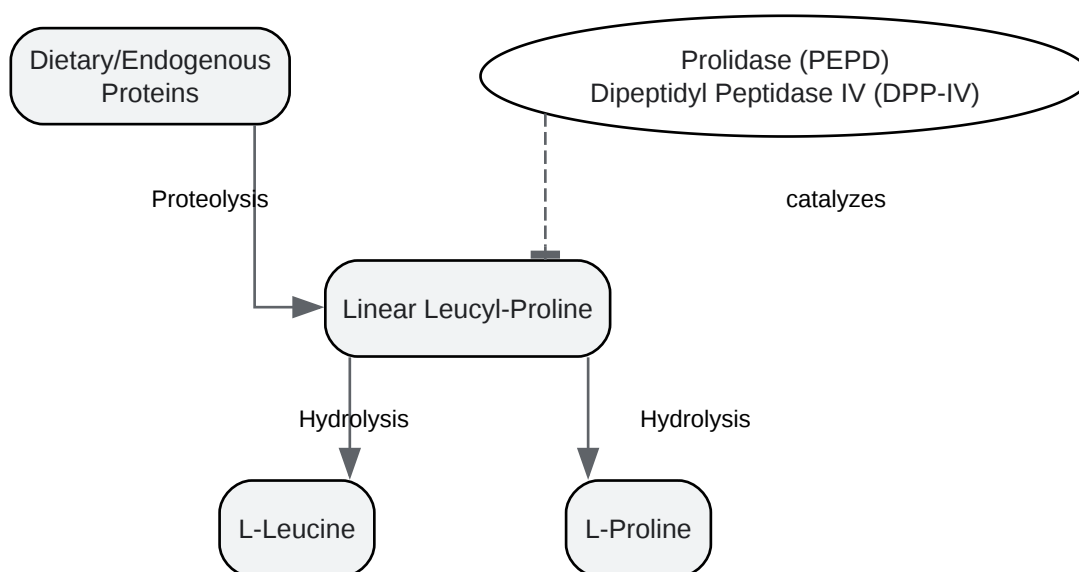 Dietary/Endogenous
Proteins
Prolidase (PEPD)
Dipeptidyl Peptidase IV (DPP-IV)
Proteolysis
catalyzes
Linear Leucyl-Proline
Hydrolysis
Hydrolysis
L-Leucine
L-Proline